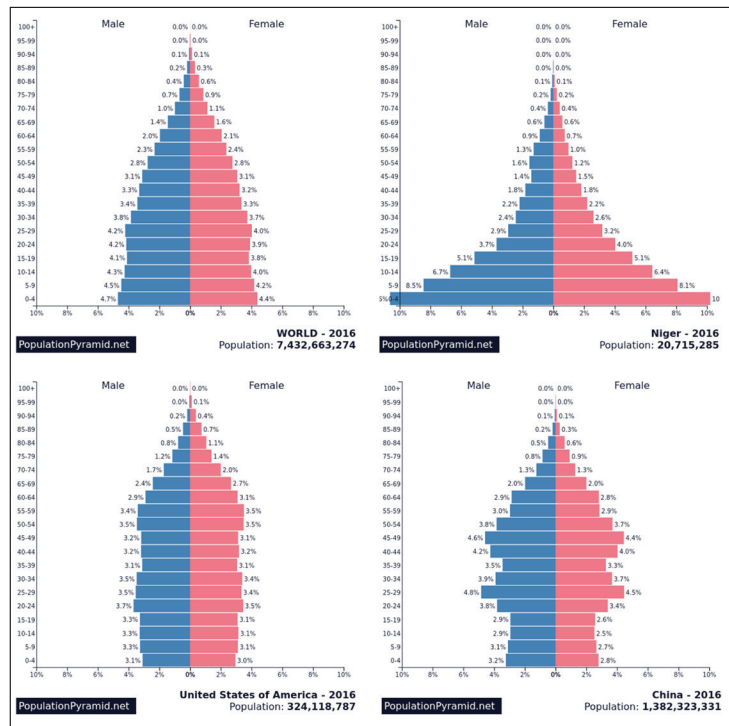 Male Female
100+ 0.0% 0.0%
95-99 0.0% 0.0%
90-94 0.1% 0.1%
85-89 0.2% 0.3%
80-84 0.4% 0.6%
75-79 0.7% 0.9%
70-74 1.0% 1.1%
65-69 1.4% 1.6%
60-64 2.0% 2.1%
55-59 2.3% 2.4%
50-54 2.8% 2.8%
45-49 3.1% 3.1%
40-44 3.3% 3.2%
35-39 3.4% 3.3%
30-34 3.8% 3.7%
25-29 4.2% 4.0%
20-24 4.2% 3.9%
15-19 4.1% 3.8%
10-14 4.3% 4.0%
5-9 4.5% 4.2%
0-4 4.7% 4.4%
10% 8% 6% 4% 2% 0% 2% 4% 6% 8% 10%
WORLD - 2016
PopulationPyramid.net Population: 7,432,663,274
Male Female
100+ 0.0% 0.0%
95-99 0.0% 0.0%
90-94 0.0% 0.0%
85-89 0.0% 0.0%
80-84 0.1% 0.1%
75-79 0.2% 0.2%
70-74 0.4% 0.4%
65-69 0.6% 0.6%
60-64 0.9% 0.7%
55-59 1.3% 1.0%
50-54 1.6% 1.2%
45-49 1.4% 1.5%
40-44 1.8% 1.8%
35-39 2.2% 2.2%
30-34 2.4% 2.6%
25-29 2.9% 3.2%
20-24 3.7% 4.0%
15-19 5.1% 5.1%
10-14 6.7% 6.4%
5-9 8.5% 8.1%
5%0-4 10
10% 8% 6% 4% 2% 0% 2% 4% 6% 8% 10%
Niger - 2016
PopulationPyramid.net Population: 20,715,285
Male Female
100+ 0.0% 0.0%
95-99 0.0% 0.1%
90-94 0.2% 0.4%
85-89 0.5% 0.7%
80-84 0.8% 1.1%
75-79 1.2% 1.4%
70-74 1.7% 2.0%
65-69 2.4% 2.7%
60-64 2.9% 3.1%
55-59 3.4% 3.5%
50-54 3.5% 3.5%
45-49 3.2% 3.1%
40-44 3.2% 3.2%
35-39 3.1% 3.1%
30-34 3.5% 3.4%
25-29 3.5% 3.4%
20-24 3.7% 3.5%
15-19 3.3% 3.1%
10-14 3.3% 3.1%
5-9 3.3% 3.1%
0-4 3.1% 3.0%
10% 8% 6% 4% 2% 0% 2% 4% 6% 8% 10%
United States of America - 2016
PopulationPyramid.net Population: 324,118,787
Male Female
100+ 0.0% 0.0%
95-99 0.0% 0.0%
90-94 0.1% 0.1%
85-89 0.2% 0.3%
80-84 0.5% 0.6%
75-79 0.8% 0.9%
70-74 1.3% 1.3%
65-69 2.0% 2.0%
60-64 2.9% 2.8%
55-59 3.0% 2.9%
50-54 3.8% 3.7%
45-49 4.6% 4.4%
40-44 4.2% 4.0%
35-39 3.5% 3.3%
30-34 3.9% 3.7%
25-29 4.8% 4.5%
20-24 3.8% 3.4%
15-19 2.9% 2.6%
10-14 2.9% 2.5%
5-9 3.1% 2.7%
0-4 3.2% 2.8%
10% 8% 6% 4% 2% 0% 2% 4% 6% 8% 10%
China - 2016
PopulationPyramid.net Population: 1,382,323,331